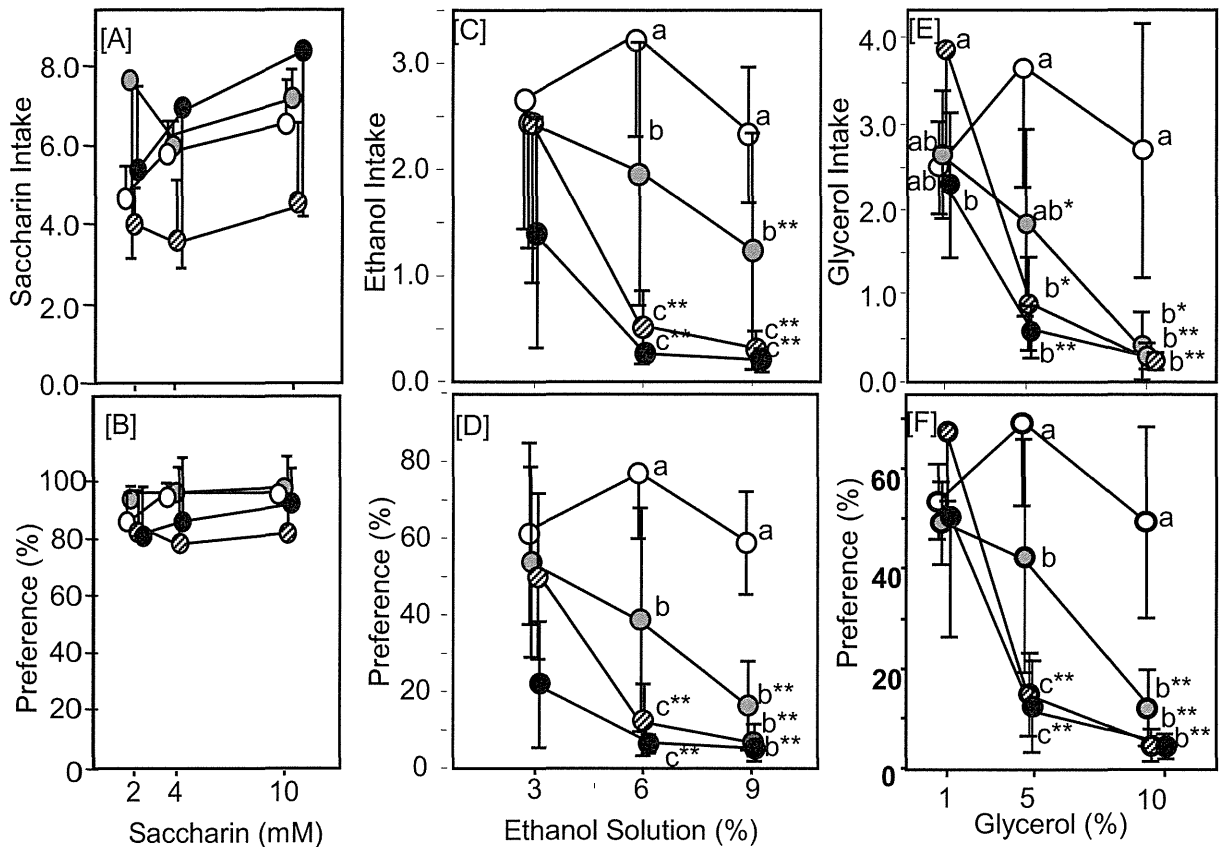 [A]
Saccharin Intake
8.0
6.0
4.0
2.0
0.0
[B]
Preference (%)
100
80
60
40
20
0
2 4 10
Saccharin (mM)
[C]
Ethanol Intake
3.0
2.0
1.0
0.0
a
b
a
b**
c**
c**
c**
c**
[D]
Preference (%)
80
60
40
20
0
a
b
a
c**
c**
b**
b**
b**
3 6 9
Ethanol Solution (%)
[E]
Glycerol Intake
4.0
3.0
2.0
1.0
0.0
a
a
a
ab
ab
b
ab*
b*
b**
b*
b**
b**
[F]
Preference (%)
60
40
20
0
a
a
b
c**
c**
b**
b**
b**
1 5 10
Glycerol (%)